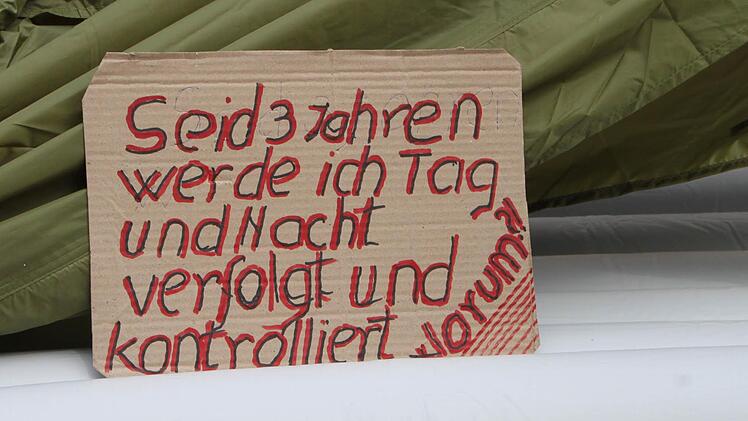 Seid 3 Jahren
werde ich Tag
und Nacht
verfolgt und
kontrolliert
Warum?!